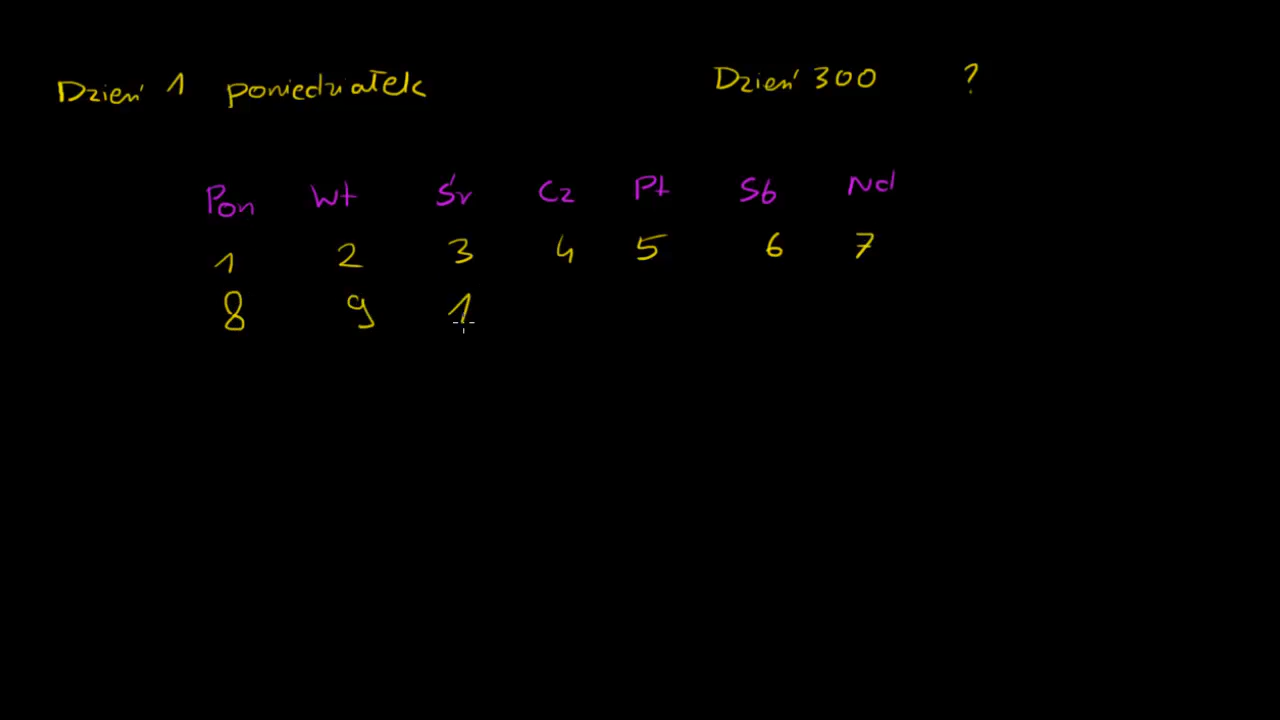 Dzień 1 poniedziałek Dzień 300 ?
Pon Wt Śr Cz Pt Sb Nd
1 2 3 4 5 6 7
8 9 1